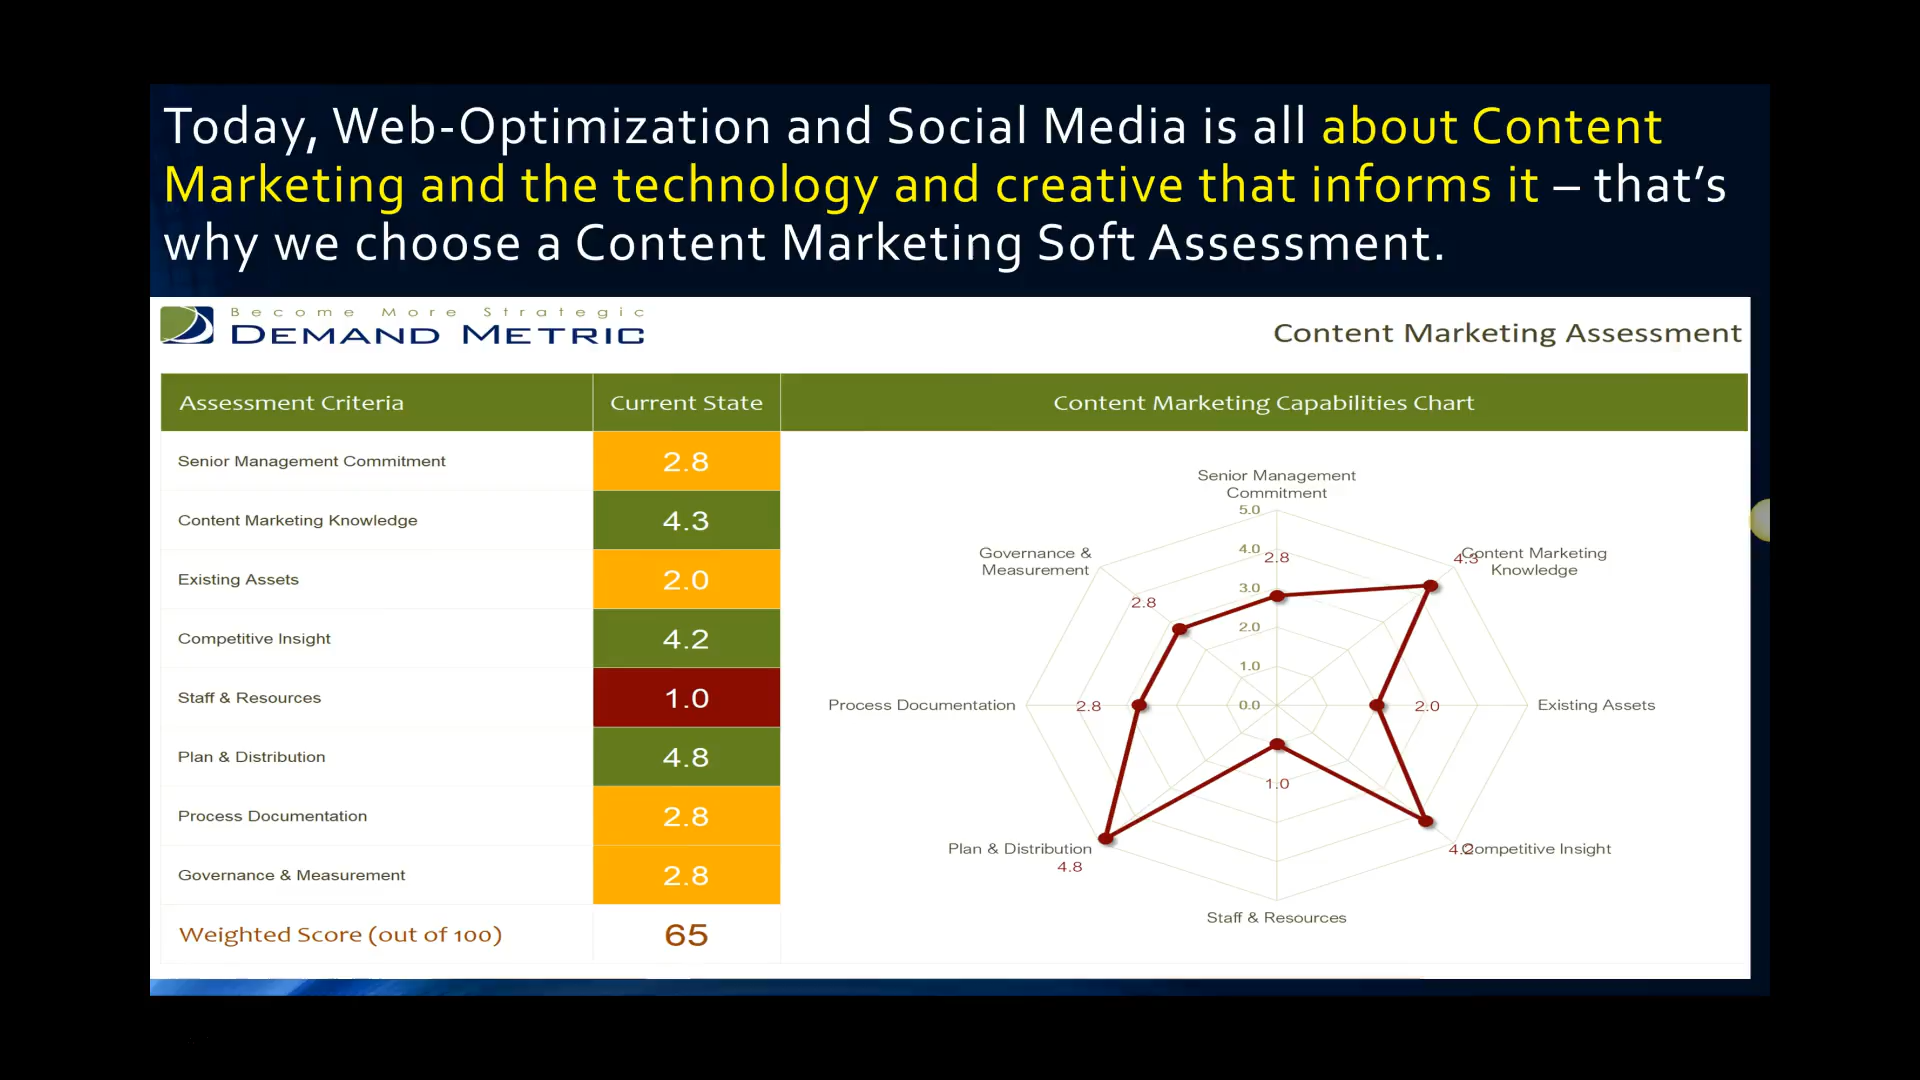 Today, Web-Optimization and Social Media is all about Content
Marketing and the technology and creative that informs it – that's
why we choose a Content Marketing Soft Assessment.
Become More Strategic
DEMAND METRIC
Content Marketing Assessment
Assessment Criteria
Current State
Content Marketing Capabilities Chart
Senior Management Commitment
2.8
Content Marketing Knowledge
4.3
Existing Assets
2.0
Competitive Insight
4.2
Staff & Resources
1.0
Plan & Distribution
4.8
Process Documentation
2.8
Governance & Measurement
2.8
Weighted Score (out of 100)
65
Senior Management
Commitment
5.0
4.0
3.0
2.0
1.0
0.0
2.8
Content Marketing
Knowledge
4.3
Existing Assets
2.0
Competitive Insight
4.2
Staff & Resources
1.0
Plan & Distribution
4.8
Process Documentation
2.8
Governance &
Measurement
2.8